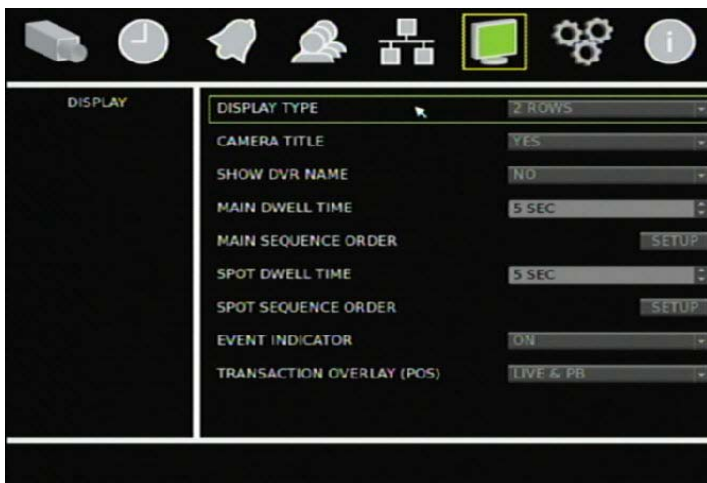 DISPLAY
DISPLAY TYPE 2 ROWS
CAMERA TITLE YES
SHOW DVR NAME NO
MAIN DWELL TIME 5 SEC
MAIN SEQUENCE ORDER SETUP
SPOT DWELL TIME 5 SEC
SPOT SEQUENCE ORDER SETUP
EVENT INDICATOR ON
TRANSACTION OVERLAY (POS) LIVE & PB